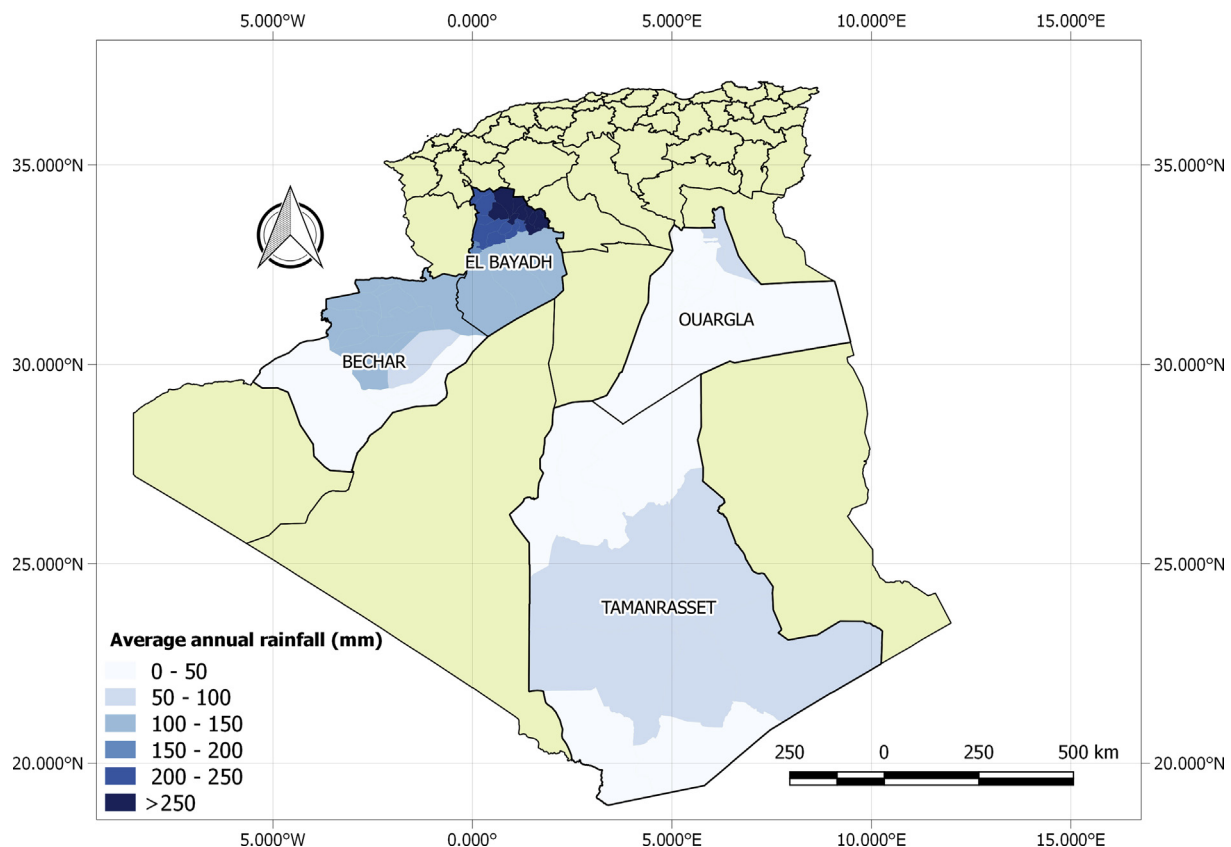 5.000°W 0.000° 5.000°E 10.000°E 15.000°E
35.000°N 35.000°N
EL BAYADH
OUARGLA
BECHAR
30.000°N 30.000°N
25.000°N 25.000°N
TAMANRASSET
Average annual rainfall (mm)
0 - 50
50 - 100
100 - 150
150 - 200
200 - 250
>250
250 0 250 500 km
20.000°N 20.000°N
5.000°W 0.000° 5.000°E 10.000°E 15.000°E